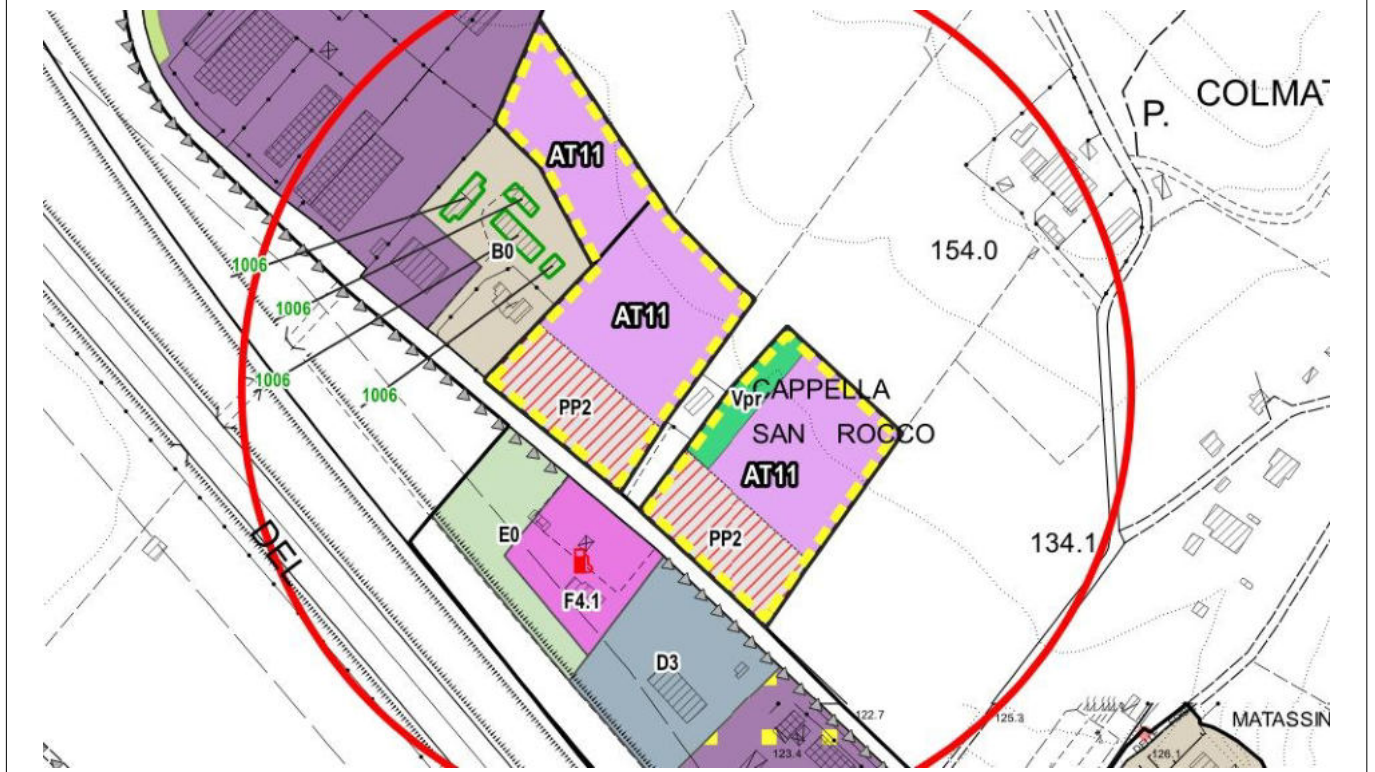 COLMA
P.
AT11
154.0
B0
1006
1006
AT11
1006
1006
Vpr
CAPPELLA
PP2
SAN ROCCO
AT11
E0
DEL
PP2
134.1
F4.1
D3
122.7
125.3
MATASSIN
123.4
126.1